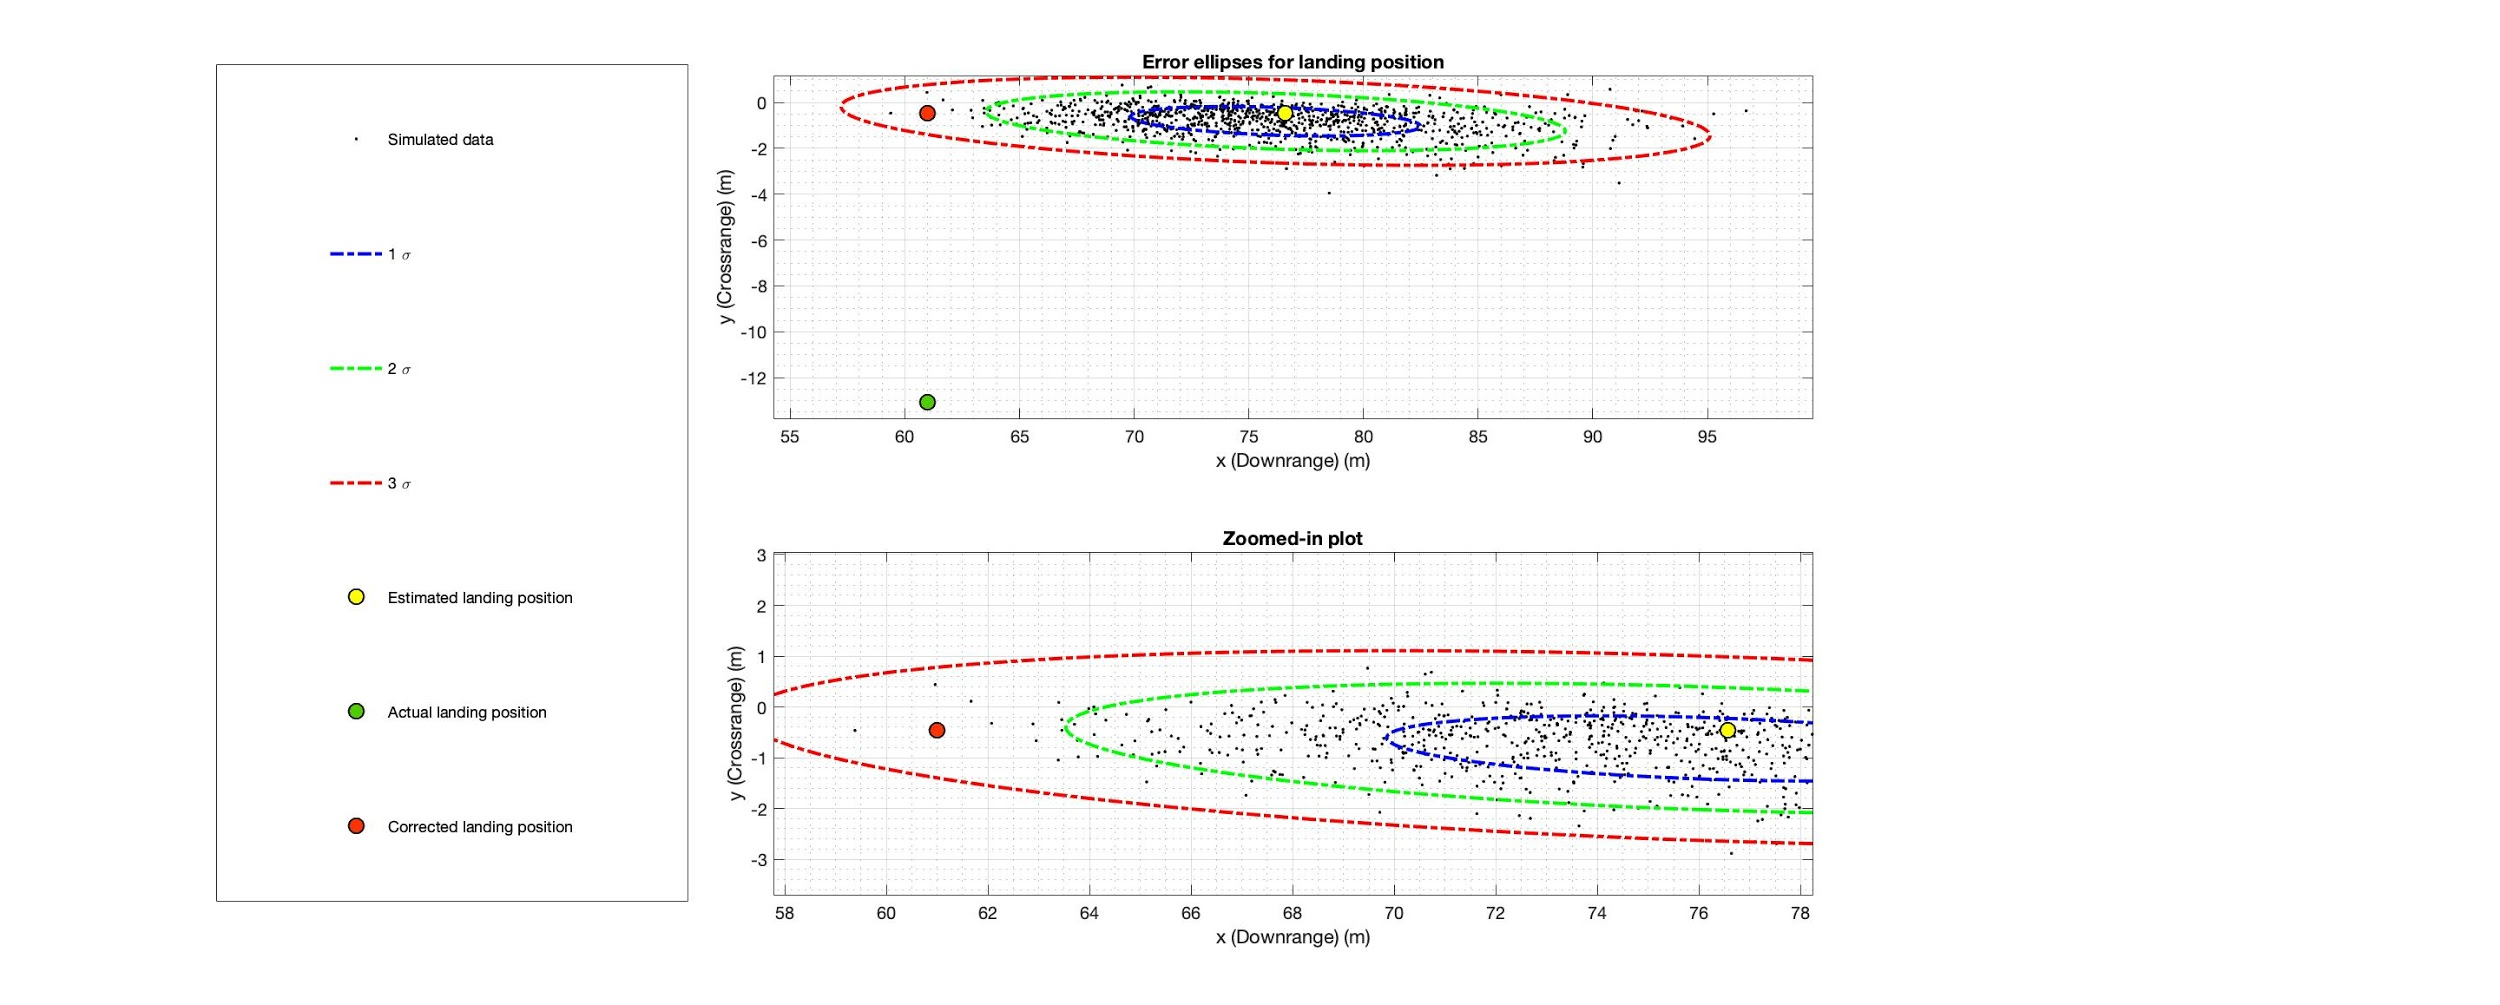 Simulated data
1 σ
2 σ
3 σ
Estimated landing position
Actual landing position
Corrected landing position
Error ellipses for landing position
0
-2
-4
-6
-8
-10
-12
y (Crossrange) (m)
55 60 65 70 75 80 85 90 95
x (Downrange) (m)
Zoomed-in plot
3
2
1
0
-1
-2
-3
y (Crossrange) (m)
58 60 62 64 66 68 70 72 74 76 78
x (Downrange) (m)